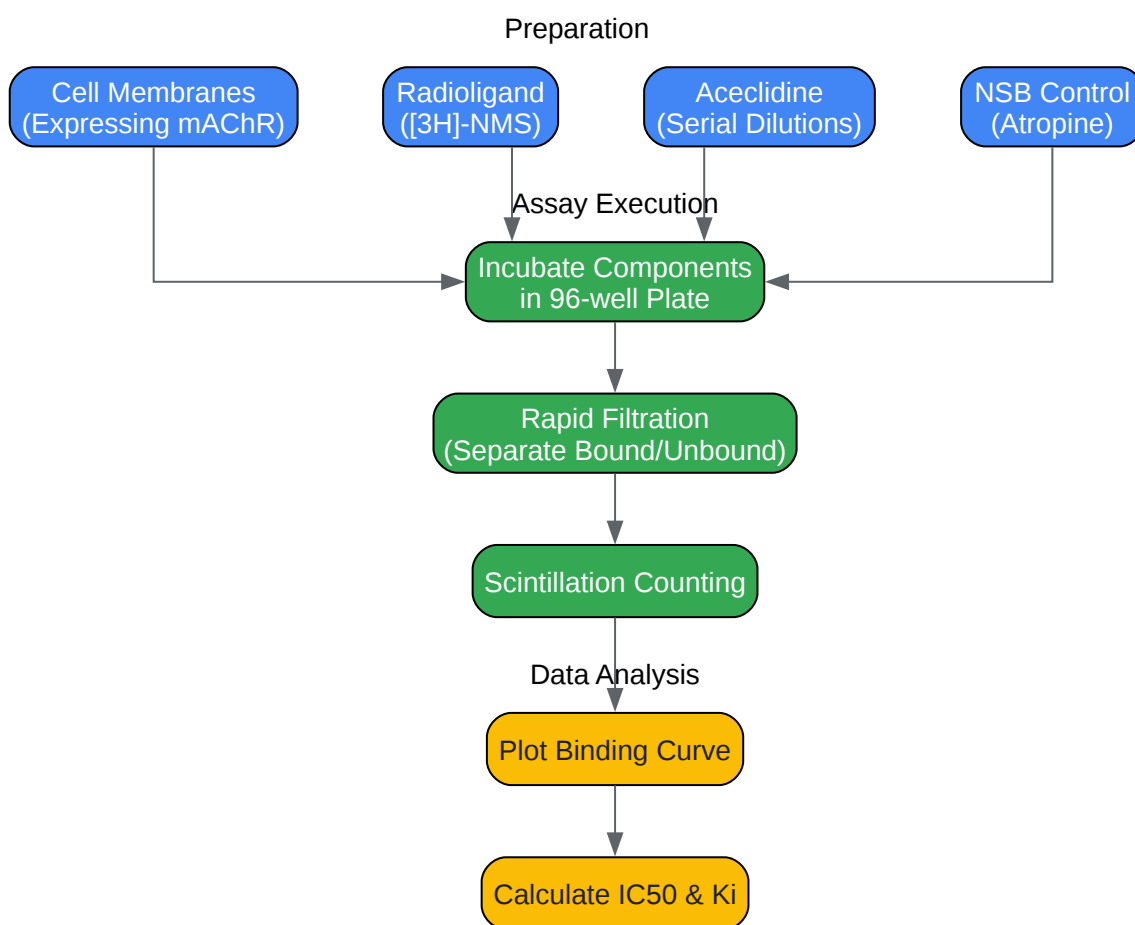 Preparation
Cell Membranes
(Expressing mAChR)
Radioligand
([3H]-NMS)
Aceclidine
(Serial Dilutions)
NSB Control
(Atropine)
Assay Execution
Incubate Components
in 96-well Plate
Rapid Filtration
(Separate Bound/Unbound)
Scintillation Counting
Data Analysis
Plot Binding Curve
Calculate IC50 & Ki